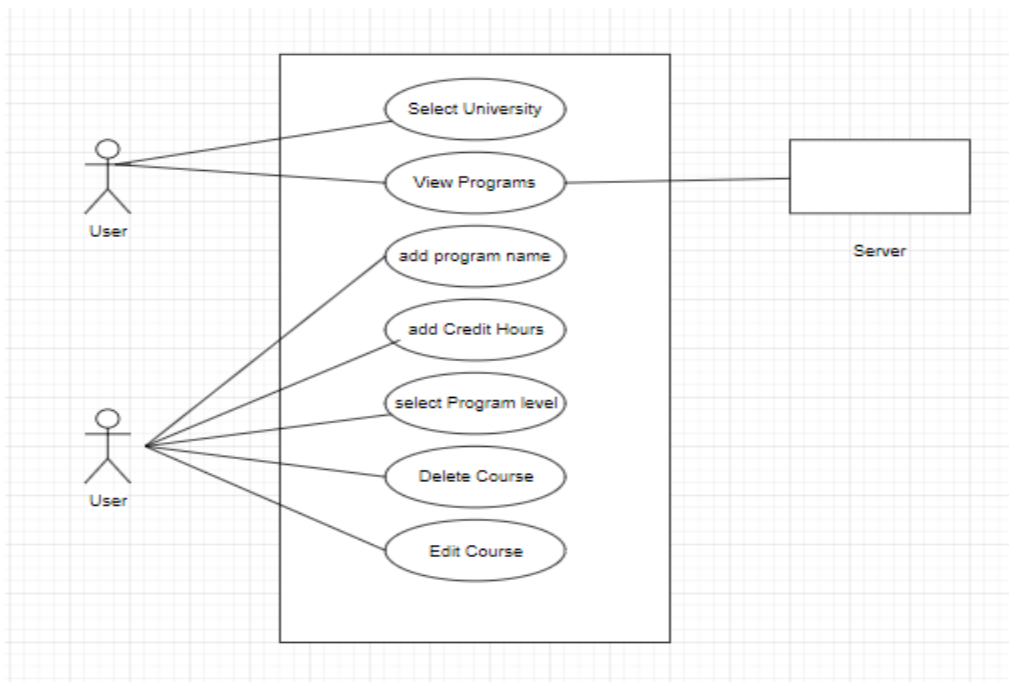 Select University
View Programs
User
Server
add program name
add Credit Hours
select Program level
Delete Course
User
Edit Course